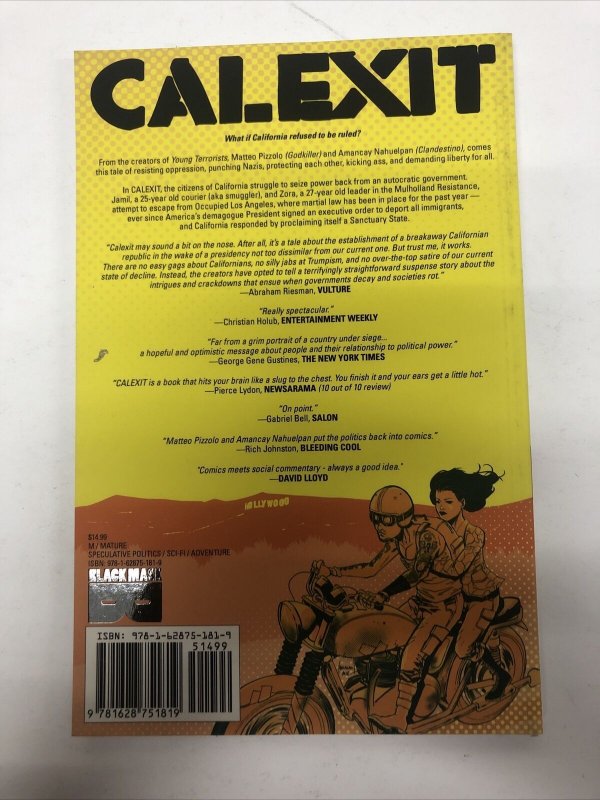 CALEXIT
What if California refused to be ruled?
From the creators of Young Terrorists, Matteo Pizzolo (Godkiller) and Amancay Nahuelpan (Clandestino), comes
this tale of resisting oppression, punching Nazis, protecting each other, kicking ass, and demanding liberty for all.
In CALEXIT, the citizens of California struggle to seize power back from an autocratic government.
Jamil, a 25-year old courier (aka smuggler), and Zora, a 27-year old leader in the Mulholland Resistance,
attempt to escape from Occupied Los Angeles, where martial law has been in place for the past year —
ever since America's demagogue President signed an executive order to deport all immigrants,
and California responded by proclaiming itself a Sanctuary State.
"Calexit may sound a bit on the nose. After all, it's a tale about the establishment of a breakaway Californian
republic in the wake of a presidency not too dissimilar from our current one. But trust me, it works.
There are no easy gags about Californians, no silly jabs at Trumpism, and no over-the-top satire of our current
state of decline. Instead, the creators have opted to tell a terrifyingly straightforward suspense story about the
intrigues and crackdowns that ensue when governments decay and societies rot."
—Abraham Riesman, VULTURE
"Really spectacular."
—Christian Holub, ENTERTAINMENT WEEKLY
"Far from a grim portrait of a country under siege...
a hopeful and optimistic message about people and their relationship to political power."
—George Gene Gustines, THE NEW YORK TIMES
"CALEXIT is a book that hits your brain like a slug to the chest. You finish it and your ears get a little hot."
—Pierce Lydon, NEWSARAMA (10 out of 10 review)
"On point."
—Gabriel Bell, SALON
"Matteo Pizzolo and Amancay Nahuelpan put the politics back into comics."
—Rich Johnston, BLEEDING COOL
"Comics meets social commentary - always a good idea."
—DAVID LLOYD
HOLLYWOOD
$14.99
M / MATURE
SPECULATIVE POLITICS / SCI-FI / ADVENTURE
ISBN: 978-1-62875-181-9
BLACK MASK
ISBN: 978-1-62875-181-9
51499
9 781628 751819